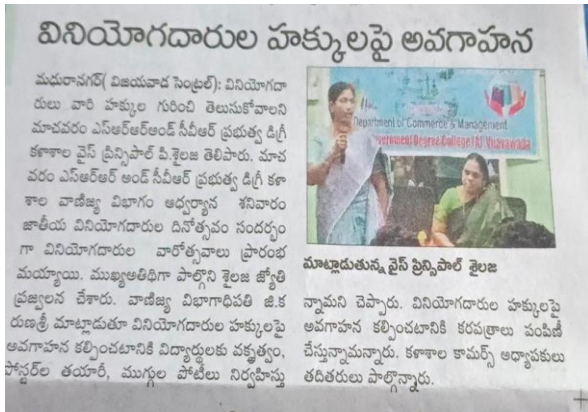 వినియోగదారుల హక్కులపై అవగాహన
మధురానగర్( విజయవాడ సెంట్రల్): వినియోగదా
రులు వారి హక్కుల గురించి తెలుసుకోవాలని
మాచవరం ఎస్ఆర్ఆర్అండ్ సీవీఆర్ ప్రభుత్వ డిగ్రీ
కళాశాల వైస్ ప్రిన్సిపాల్ పి.శైలజ తెలిపారు. మాచ
వరం ఎస్ఆర్ఆర్ అండ్ సీవీఆర్ ప్రభుత్వ డిగ్రీ కళా
శాల వాణిజ్య విభాగం ఆధ్వర్యాన శనివారం
జాతీయ వినియోగదారుల దినోత్సవం సందర్భం
గా వినియోగదారుల వారోత్సవాలు ప్రారంభ
మయ్యాయి. ముఖ్యఅతిథిగా పాల్గొని శైలజ జ్యోతి
ప్రజ్వలన చేశారు. వాణిజ్య విభాగాధిపతి జి.క
రుణశ్రీ మాట్లాడుతూ వినియోగదారుల హక్కులపై
అవగాహన కల్పించటానికి విద్యార్థులకు వక్తృత్వం,
పోస్టర్‌ల తయారీ, ముగ్గుల పోటీలు నిర్వహిస్తు
Department of Commerce & Management
Government Degree College (A) Vijayawada
మాట్లాడుతున్న వైస్ ప్రిన్సిపాల్ శైలజ
న్నామని చెప్పారు. వినియోగదారుల హక్కులపై
అవగాహన కల్పించటానికి కరపత్రాలు పంపిణీ
చేస్తున్నామన్నారు. కళాశాల కామర్స్ అధ్యాపకులు
తదితరులు పాల్గొన్నారు.